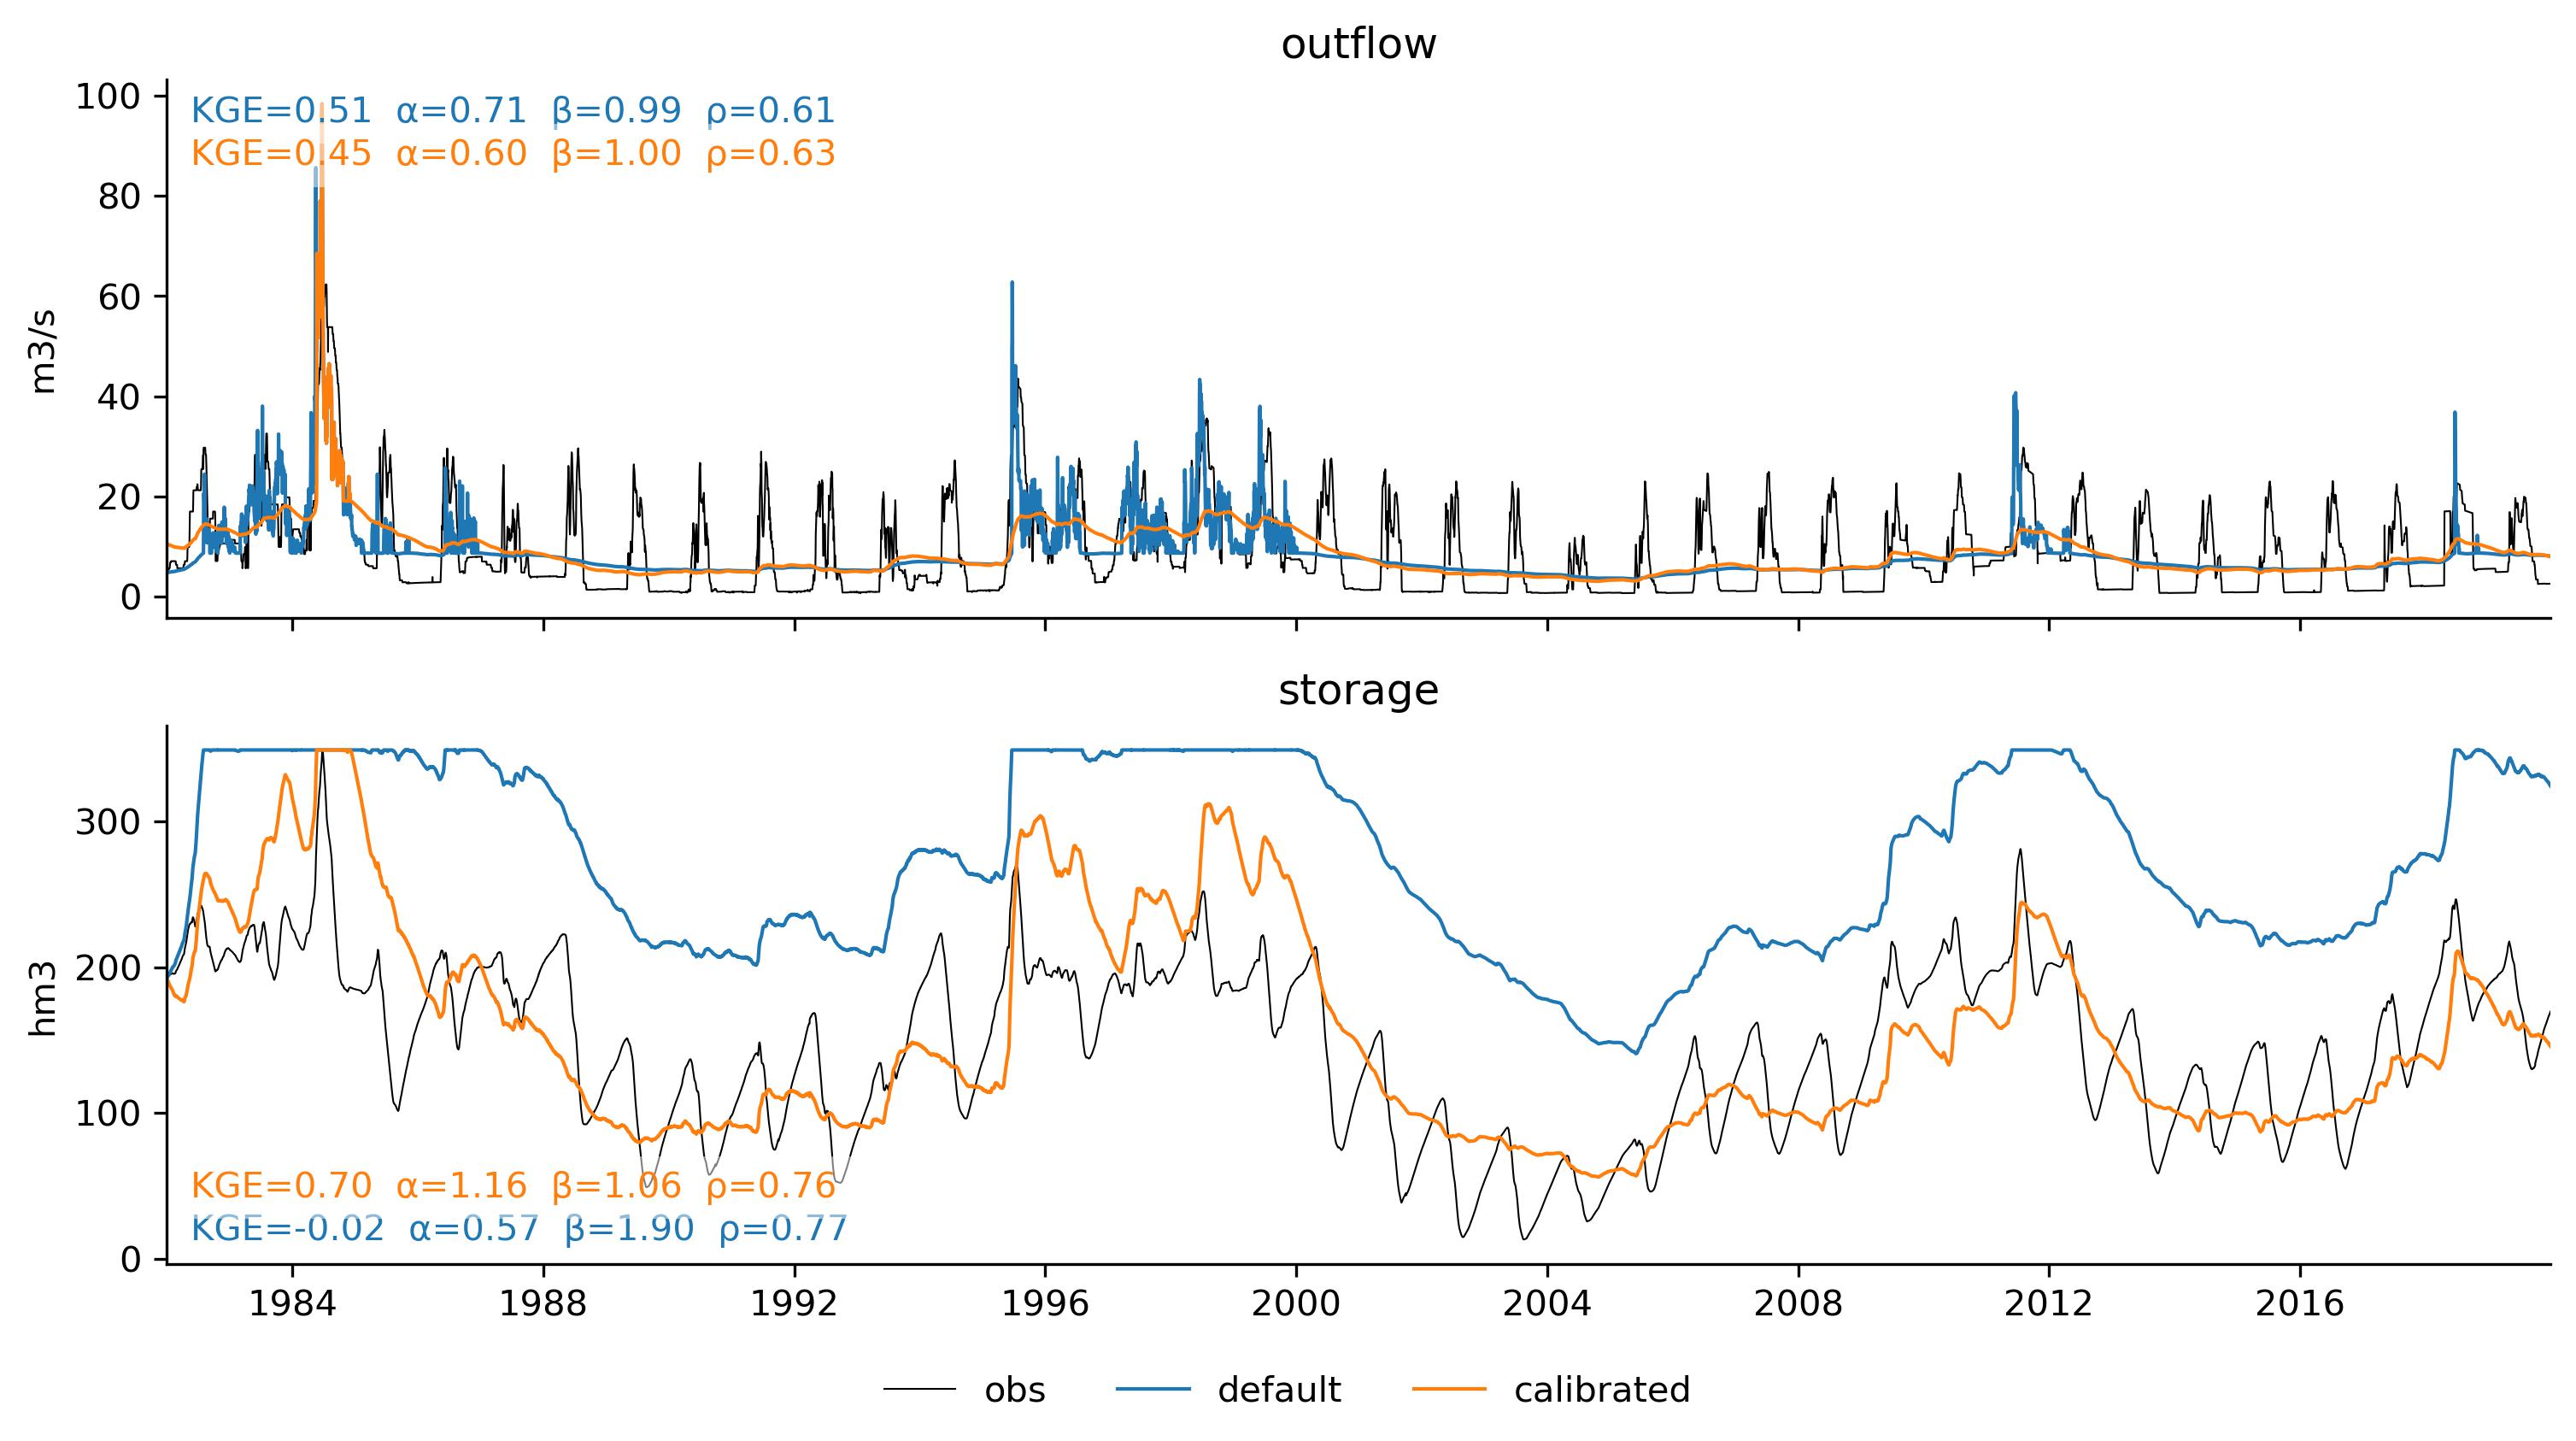 outflow
100
80
60
40
20
0
m3/s
KGE=0.51 α=0.71 β=0.99 ρ=0.61
KGE=0.45 α=0.60 β=1.00 ρ=0.63
storage
300
200
100
0
hm3
KGE=0.70 α=1.16 β=1.06 ρ=0.76
KGE=-0.02 α=0.57 β=1.90 ρ=0.77
1984 1988 1992 1996 2000 2004 2008 2012 2016
obs default calibrated